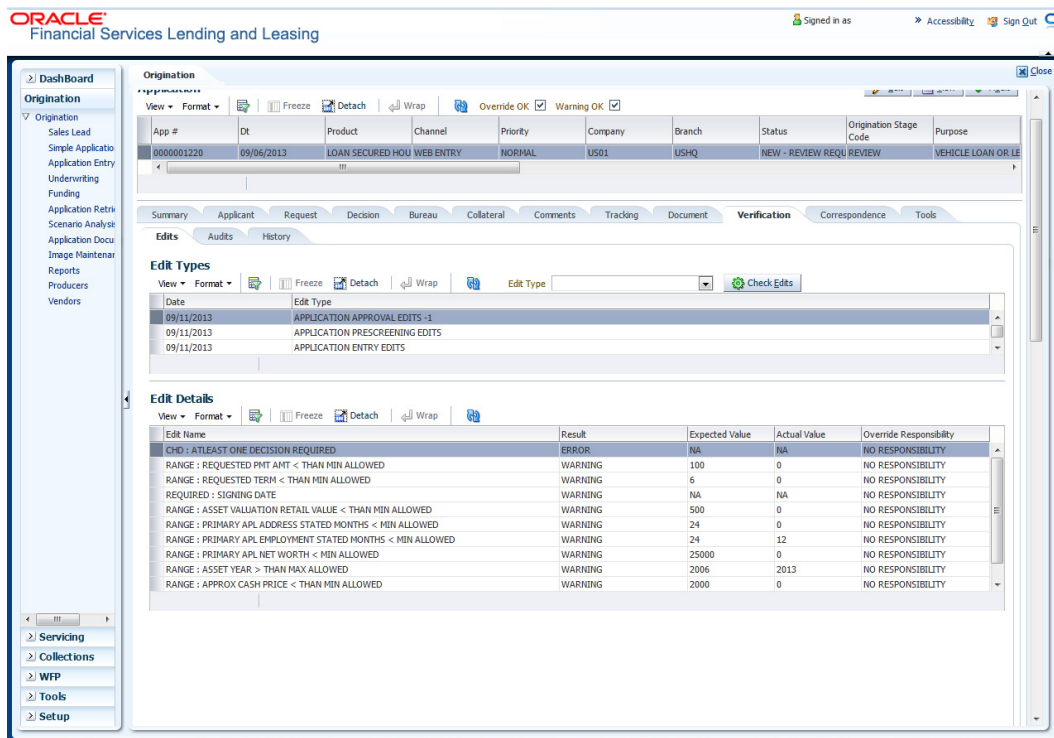 ORACLE
Financial Services Lending and Leasing
Signed in as
» Accessibility
Sign Out
DashBoard
Origination
Origination
Sales Lead
Simple Applicatio
Application Entry
Underwriting
Funding
Application Retri
Scenario Analysis
Application Docu
Image Maintenar
Reports
Producers
Vendors
Servicing
Collections
WFP
Tools
Setup
Origination
Close
Application
View Format Freeze Detach Wrap Override OK Warning OK
App # Dt Product Channel Priority Company Branch Status Origination Stage Code Purpose
0000001220 09/06/2013 LOAN SECURED HOU WEB ENTRY NORMAL US01 USHQ NEW - REVIEW REQU REVIEW VEHICLE LOAN OR LE
Summary Applicant Request Decision Bureau Collateral Comments Tracking Document Verification Correspondence Tools
Edits Audits History
Edit Types
View Format Freeze Detach Wrap Edit Type Check Edits
Date Edit Type
09/11/2013 APPLICATION APPROVAL EDITS -1
09/11/2013 APPLICATION PRESCREENING EDITS
09/11/2013 APPLICATION ENTRY EDITS
Edit Details
View Format Freeze Detach Wrap
Edit Name Result Expected Value Actual Value Override Responsibility
CHD : ATLEAST ONE DECISION REQUIRED ERROR NA NA NO RESPONSIBILITY
RANGE : REQUESTED PMT AMT < THAN MIN ALLOWED WARNING 100 0 NO RESPONSIBILITY
RANGE : REQUESTED TERM < THAN MIN ALLOWED WARNING 6 0 NO RESPONSIBILITY
REQUIRED : SIGNING DATE WARNING NA NA NO RESPONSIBILITY
RANGE : ASSET VALUATION RETAIL VALUE < THAN MIN ALLOWED WARNING 500 0 NO RESPONSIBILITY
RANGE : PRIMARY APL ADDRESS STATED MONTHS < MIN ALLOWED WARNING 24 0 NO RESPONSIBILITY
RANGE : PRIMARY APL EMPLOYMENT STATED MONTHS < MIN ALLOWED WARNING 24 12 NO RESPONSIBILITY
RANGE : PRIMARY APL NET WORTH < MIN ALLOWED WARNING 25000 0 NO RESPONSIBILITY
RANGE : ASSET YEAR > THAN MAX ALLOWED WARNING 2006 2013 NO RESPONSIBILITY
RANGE : APPROX CASH PRICE < THAN MIN ALLOWED WARNING 2000 0 NO RESPONSIBILITY